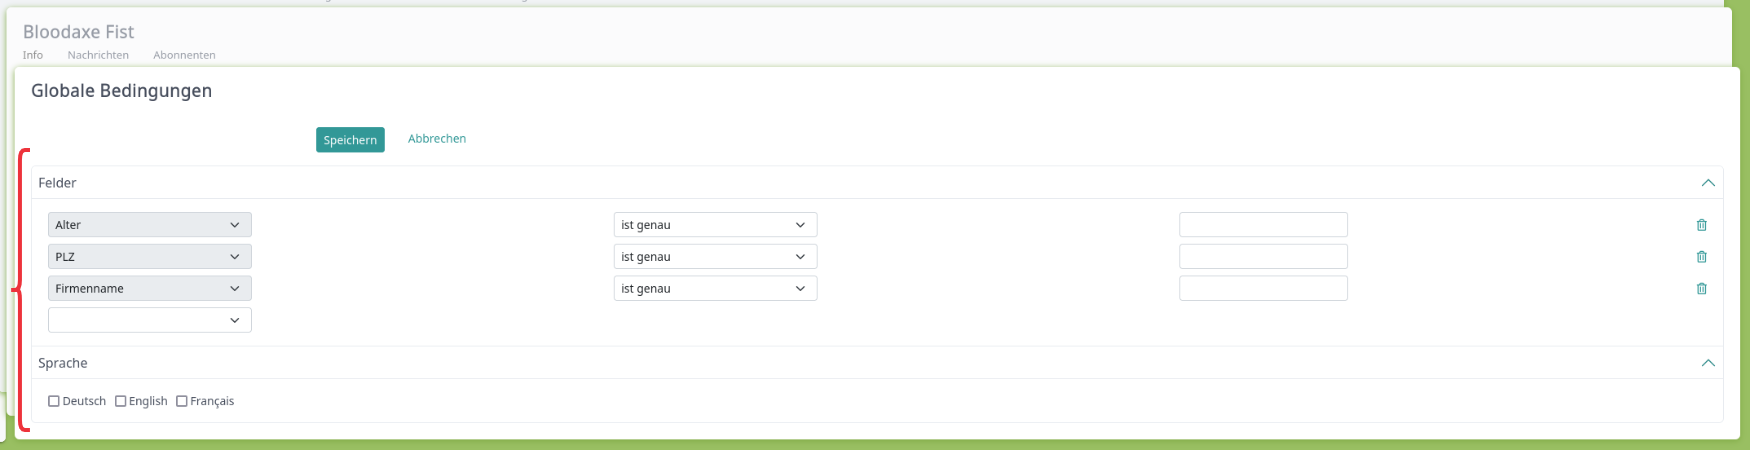 Bloodaxe Fist
Info Nachrichten Abonnenten
Globale Bedingungen
Speichern Abbrechen
Felder
Alter ist genau
PLZ ist genau
Firmenname ist genau
Sprache
Deutsch English Français